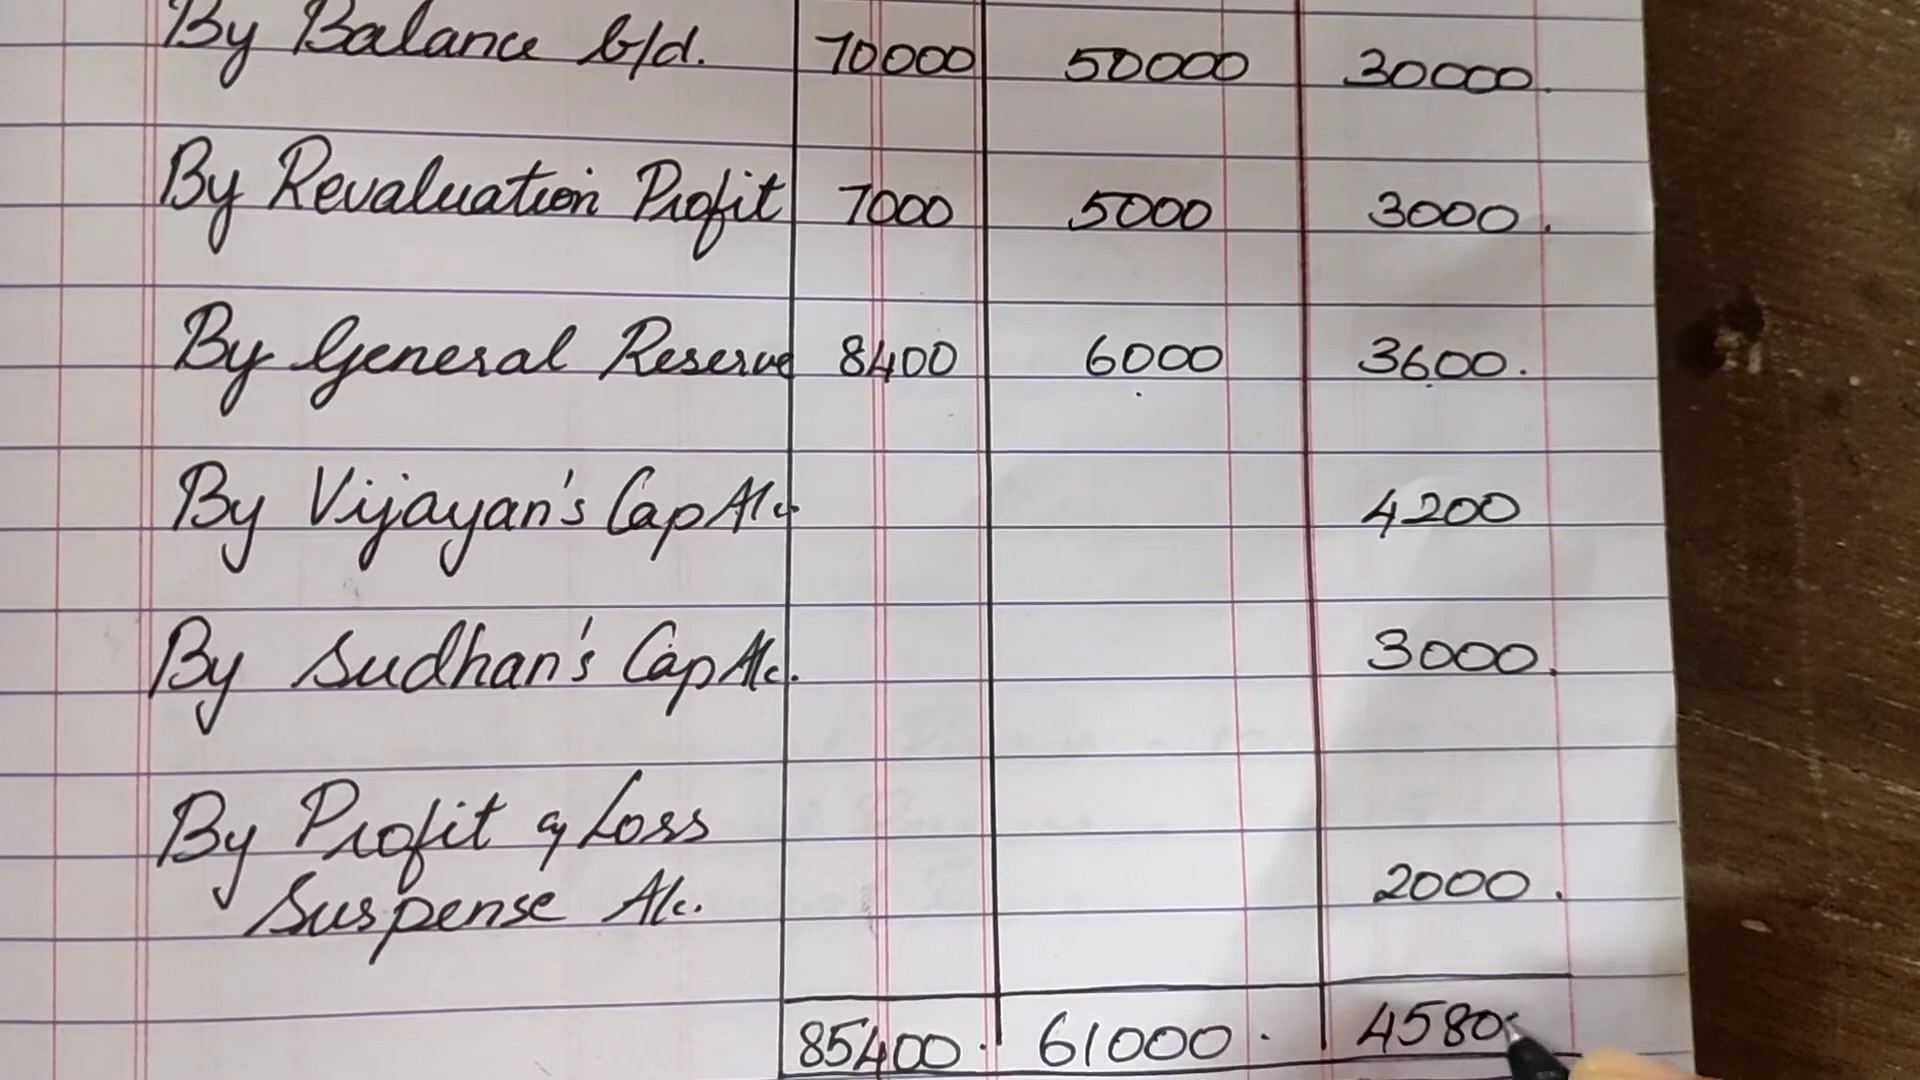 By Balance b/d. 70000 50000 30000.
By Revaluation Profit 7000 5000 3000.
By General Reserve 8400 6000 3600.
By Vijayan's Cap A/c. 4200
By Sudhan's Cap A/c. 3000.
By Profit & Loss
Suspense A/c. 2000.
85400. 61000. 4580